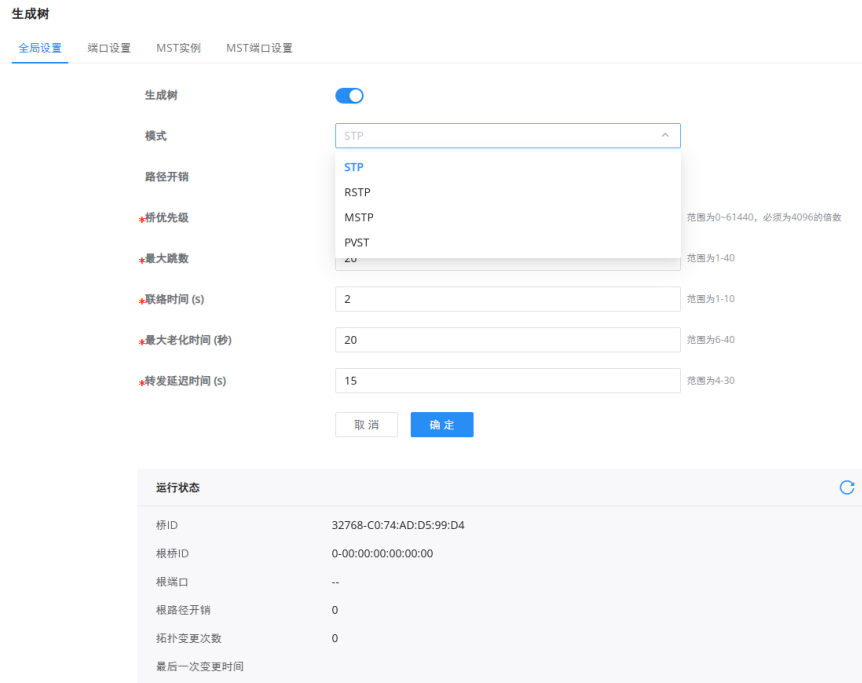 生成树
全局设置 端口设置 MST实例 MST端口设置
生成树
模式 STP
STP
路径开销
RSTP
MSTP
*桥优先级 范围为0~61440，必须为4096的倍数
PVST
*最大跳数 20 范围为1-40
*联络时间 (s) 2 范围为1-10
*最大老化时间 (秒) 20 范围为6-40
*转发延迟时间 (s) 15 范围为4-30
取 消 确 定
运行状态
桥ID 32768-C0:74:AD:D5:99:D4
根桥ID 0-00:00:00:00:00:00
根端口 --
根路径开销 0
拓扑变更次数 0
最后一次变更时间